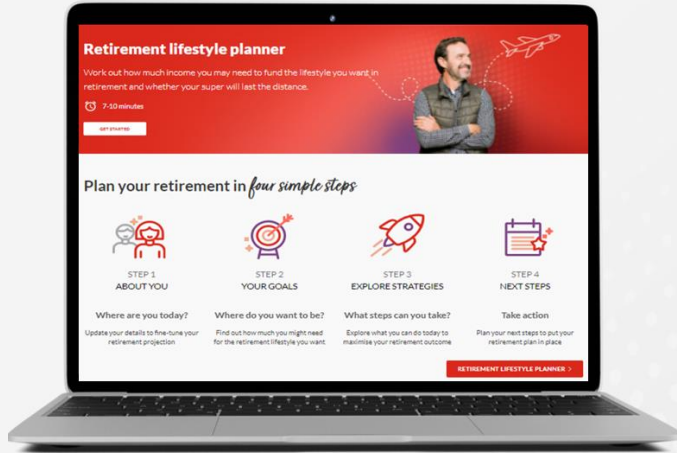 Retirement lifestyle planner
Work out how much income you may need to fund the lifestyle you want in
retirement and whether your super will last the distance.
7-10 minutes
GET STARTED
Plan your retirement in four simple steps
STEP 1
ABOUT YOU
Where are you today?
Update your details to fine-tune your
retirement projection
STEP 2
YOUR GOALS
Where do you want to be?
Find out how much you might need
for the retirement lifestyle you want
STEP 3
EXPLORE STRATEGIES
What steps can you take?
Explore what you can do today to
maximise your retirement outcome
STEP 4
NEXT STEPS
Take action
Plan your next steps to put your
retirement plan in place
RETIREMENT LIFESTYLE PLANNER >